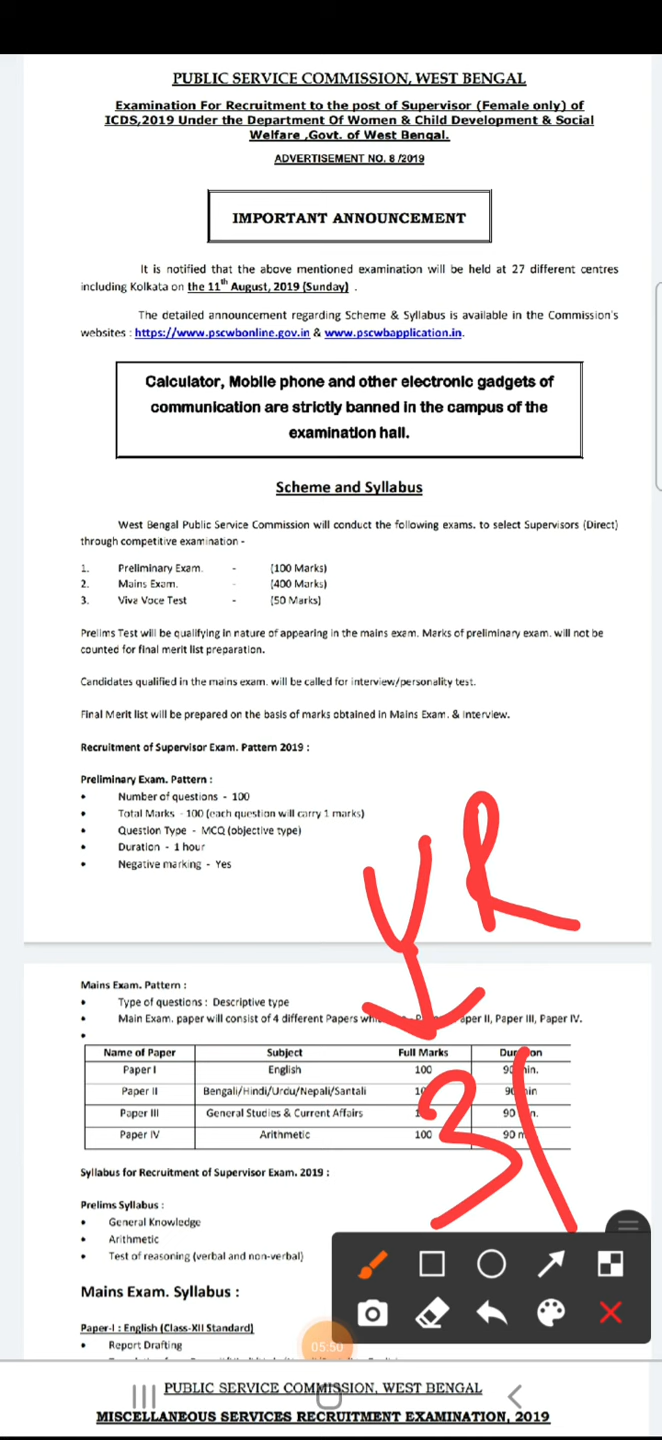 PUBLIC SERVICE COMMISSION, WEST BENGAL
Examination For Recruitment to the post of Supervisor (Female only) of
ICDS,2019 Under the Department Of Women & Child Development & Social
Welfare ,Govt. of West Bengal.
ADVERTISEMENT NO. 8 /2019
IMPORTANT ANNOUNCEMENT
It is notified that the above mentioned examination will be held at 27 different centres
including Kolkata on the 11th August, 2019 (Sunday) .
The detailed announcement regarding Scheme & Syllabus is available in the Commission's
websites : https://www.pscwbonline.gov.in & www.pscwbapplication.in.
Calculator, Mobile phone and other electronic gadgets of
communication are strictly banned in the campus of the
examination hall.
Scheme and Syllabus
West Bengal Public Service Commission will conduct the following exams. to select Supervisors (Direct)
through competitive examination -
1. Preliminary Exam. - (100 Marks)
2. Mains Exam. - (400 Marks)
3. Viva Voce Test - (50 Marks)
Prelims Test will be qualifying in nature of appearing in the mains exam. Marks of preliminary exam. will not be
counted for final merit list preparation.
Candidates qualified in the mains exam. will be called for interview/personality test.
Final Merit list will be prepared on the basis of marks obtained in Mains Exam. & Interview.
Recruitment of Supervisor Exam. Pattern 2019 :
Preliminary Exam. Pattern :
• Number of questions - 100
• Total Marks - 100 (each question will carry 1 marks)
• Question Type - MCQ (objective type)
• Duration - 1 hour
• Negative marking - Yes
Mains Exam. Pattern :
• Type of questions : Descriptive type
• Main Exam. paper will consist of 4 different Papers II, Paper III, Paper IV.
Name of Paper Subject Full Marks
Paper I English 100 90
Paper II Bengali/Hindi/Urdu/Nepali/Santali
Paper III General Studies & Current Affairs 90
Paper IV Arithmetic 100 90
3
Syllabus for Recruitment of Supervisor Exam. 2019 :
Prelims Syllabus :
• General Knowledge
• Arithmetic
• Test of reasoning (verbal and non-verbal)
Mains Exam. Syllabus :
Paper-I : English (Class-XII Standard)
• Report Drafting
05:50
PUBLIC SERVICE COMMISSION, WEST BENGAL
MISCELLANEOUS SERVICES RECRUITMENT EXAMINATION, 2019